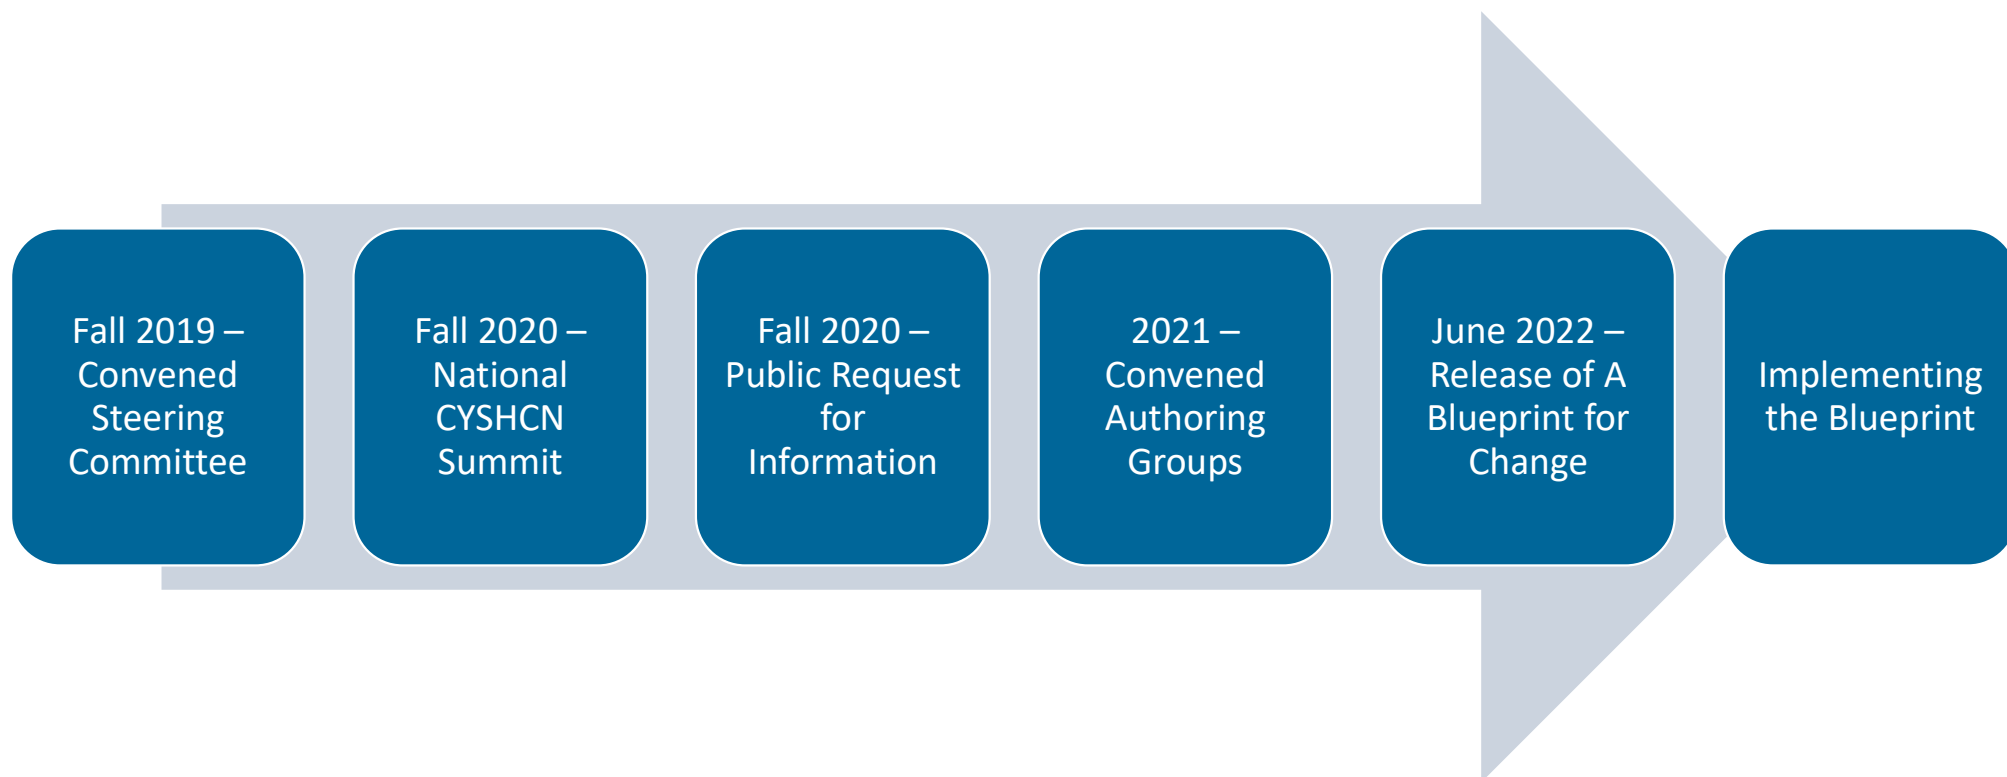 Fall 2019 –
Convened
Steering
Committee
Fall 2020 –
National
CYSHCN
Summit
Fall 2020 –
Public Request
for
Information
2021 –
Convened
Authoring
Groups
June 2022 –
Release of A
Blueprint for
Change
Implementing
the Blueprint